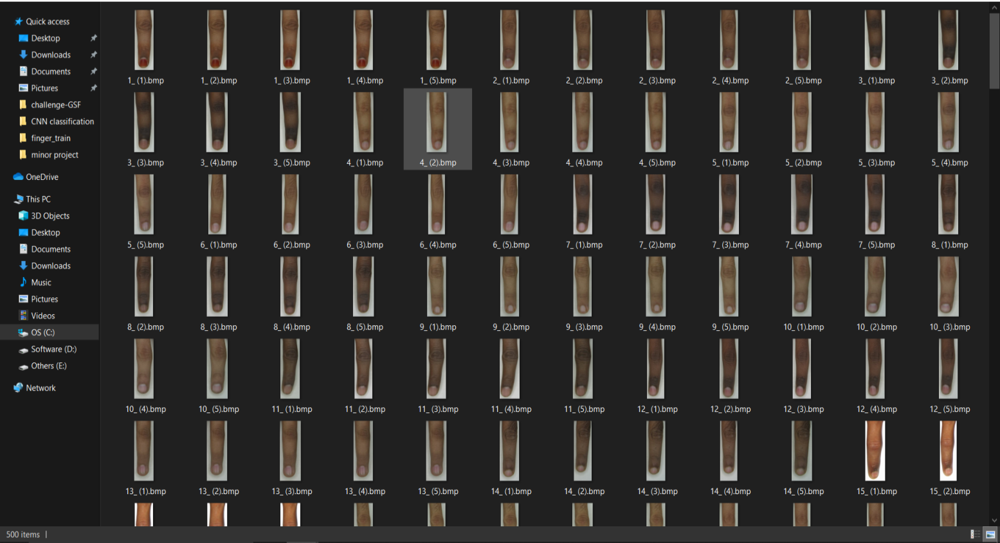 Quick access
Desktop
Downloads
Documents
Pictures
challenge-GSF
CNN classification
finger_train
minor project
OneDrive
This PC
3D Objects
Desktop
Documents
Downloads
Music
Pictures
Videos
OS (C:)
Software (D:)
Others (E:)
Network
1_ (1).bmp 1_ (2).bmp 1_ (3).bmp 1_ (4).bmp 1_ (5).bmp 2_ (1).bmp 2_ (2).bmp 2_ (3).bmp 2_ (4).bmp 2_ (5).bmp 3_ (1).bmp 3_ (2).bmp
3_ (3).bmp 3_ (4).bmp 3_ (5).bmp 4_ (1).bmp 4_ (2).bmp 4_ (3).bmp 4_ (4).bmp 4_ (5).bmp 5_ (1).bmp 5_ (2).bmp 5_ (3).bmp 5_ (4).bmp
5_ (5).bmp 6_ (1).bmp 6_ (2).bmp 6_ (3).bmp 6_ (4).bmp 6_ (5).bmp 7_ (1).bmp 7_ (2).bmp 7_ (3).bmp 7_ (4).bmp 7_ (5).bmp 8_ (1).bmp
8_ (2).bmp 8_ (3).bmp 8_ (4).bmp 8_ (5).bmp 9_ (1).bmp 9_ (2).bmp 9_ (3).bmp 9_ (4).bmp 9_ (5).bmp 10_ (1).bmp 10_ (2).bmp 10_ (3).bmp
10_ (4).bmp 10_ (5).bmp 11_ (1).bmp 11_ (2).bmp 11_ (3).bmp 11_ (4).bmp 11_ (5).bmp 12_ (1).bmp 12_ (2).bmp 12_ (3).bmp 12_ (4).bmp 12_ (5).bmp
13_ (1).bmp 13_ (2).bmp 13_ (3).bmp 13_ (4).bmp 13_ (5).bmp 14_ (1).bmp 14_ (2).bmp 14_ (3).bmp 14_ (4).bmp 14_ (5).bmp 15_ (1).bmp 15_ (2).bmp
500 items